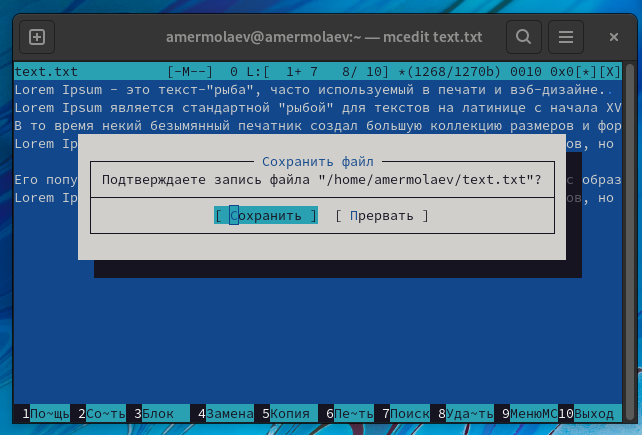 amermolaev@amermolaev:~ — mcedit text.txt
text.txt [-M--] 0 L:[ 1+ 7 8/ 10] *(1268/1270b) 0010 0x0[*][X]
Lorem Ipsum - это текст-"рыба", часто используемый в печати и вэб-дизайне..
Lorem Ipsum является стандартной "рыбой" для текстов на латинице с начала XV
В то время некий безымянный печатник создал большую коллекцию размеров и фор
Lorem Ip ов, но
Сохранить файл
Его попу с образ
Подтверждаете запись файла "/home/amermolaev/text.txt"?
Lorem Ip ов, но
[ Сохранить ] [ Прервать ]
1По~щь 2Со~ть 3Блок 4Замена 5Копия 6Пе~ть 7Поиск 8Уда~ть 9МенюMC 10Выход